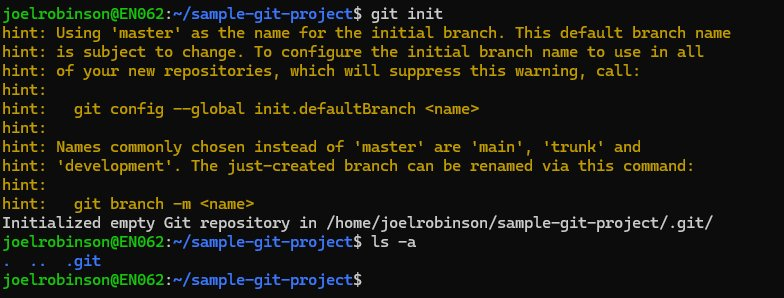 joelrobinson@EN062:~/sample-git-project$ git init
hint: Using 'master' as the name for the initial branch. This default branch name
hint: is subject to change. To configure the initial branch name to use in all
hint: of your new repositories, which will suppress this warning, call:
hint:
hint:   git config --global init.defaultBranch <name>
hint:
hint: Names commonly chosen instead of 'master' are 'main', 'trunk' and
hint: 'development'. The just-created branch can be renamed via this command:
hint:
hint:   git branch -m <name>
Initialized empty Git repository in /home/joelrobinson/sample-git-project/.git/
joelrobinson@EN062:~/sample-git-project$ ls -a
.  ..  .git
joelrobinson@EN062:~/sample-git-project$